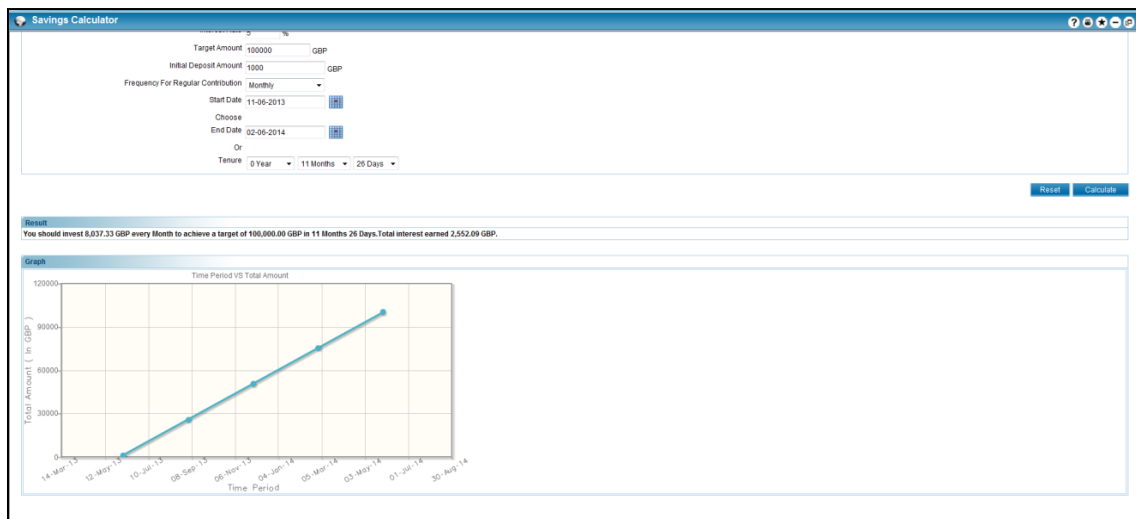 Savings Calculator
5 %
Target Amount 100000 GBP
Initial Deposit Amount 1000 GBP
Frequency For Regular Contribution Monthly
Start Date 11-06-2013
Choose
End Date 02-06-2014
Or
Tenure 0 Year 11 Months 26 Days
Reset Calculate
Result
You should invest 8,037.33 GBP every Month to achieve a target of 100,000.00 GBP in 11 Months 26 Days.Total interest earned 2,552.09 GBP.
Graph
Time Period VS Total Amount
120000
90000
60000
30000
0
Total Amount ( In GBP )
14-Mar-13 12-May-13 10-Jul-13 08-Sep-13 06-Nov-13 04-Jan-14 05-Mar-14 03-May-14 01-Jul-14 30-Aug-14
Time Period